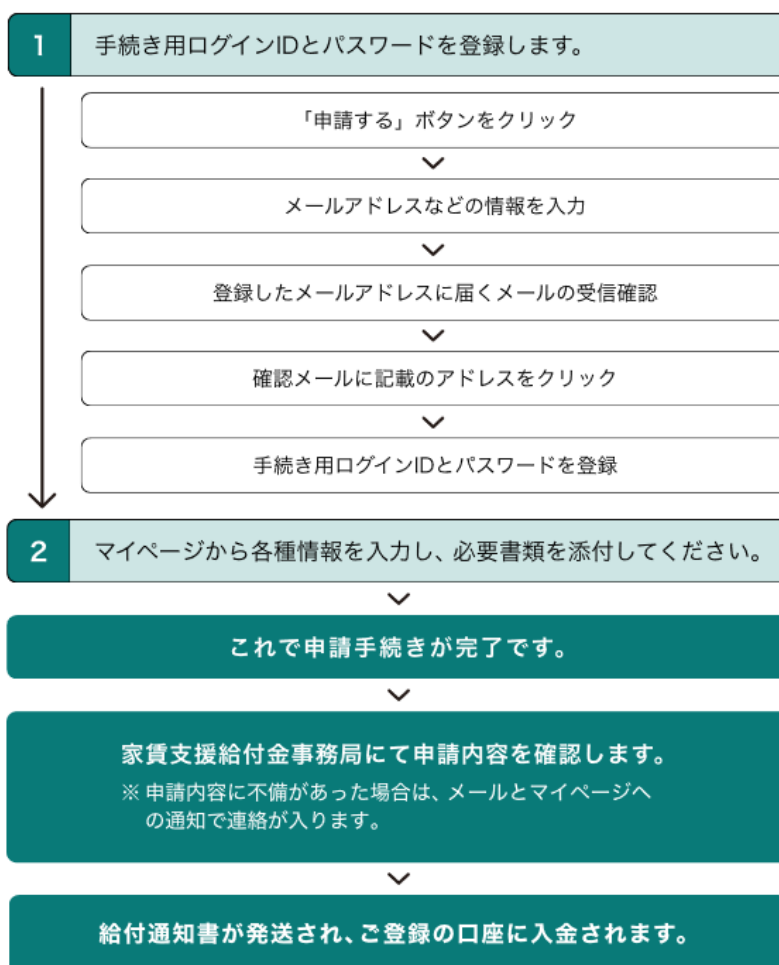 1
手続き用ログインIDとパスワードを登録します。
「申請する」ボタンをクリック
メールアドレスなどの情報を入力
登録したメールアドレスに届くメールの受信確認
確認メールに記載のアドレスをクリック
手続き用ログインIDとパスワードを登録
2
マイページから各種情報を入力し、必要書類を添付してください。
これで申請手続きが完了です。
家賃支援給付金事務局にて申請内容を確認します。
※ 申請内容に不備があった場合は、メールとマイページへ
の通知で連絡が入ります。
給付通知書が発送され、ご登録の口座に入金されます。